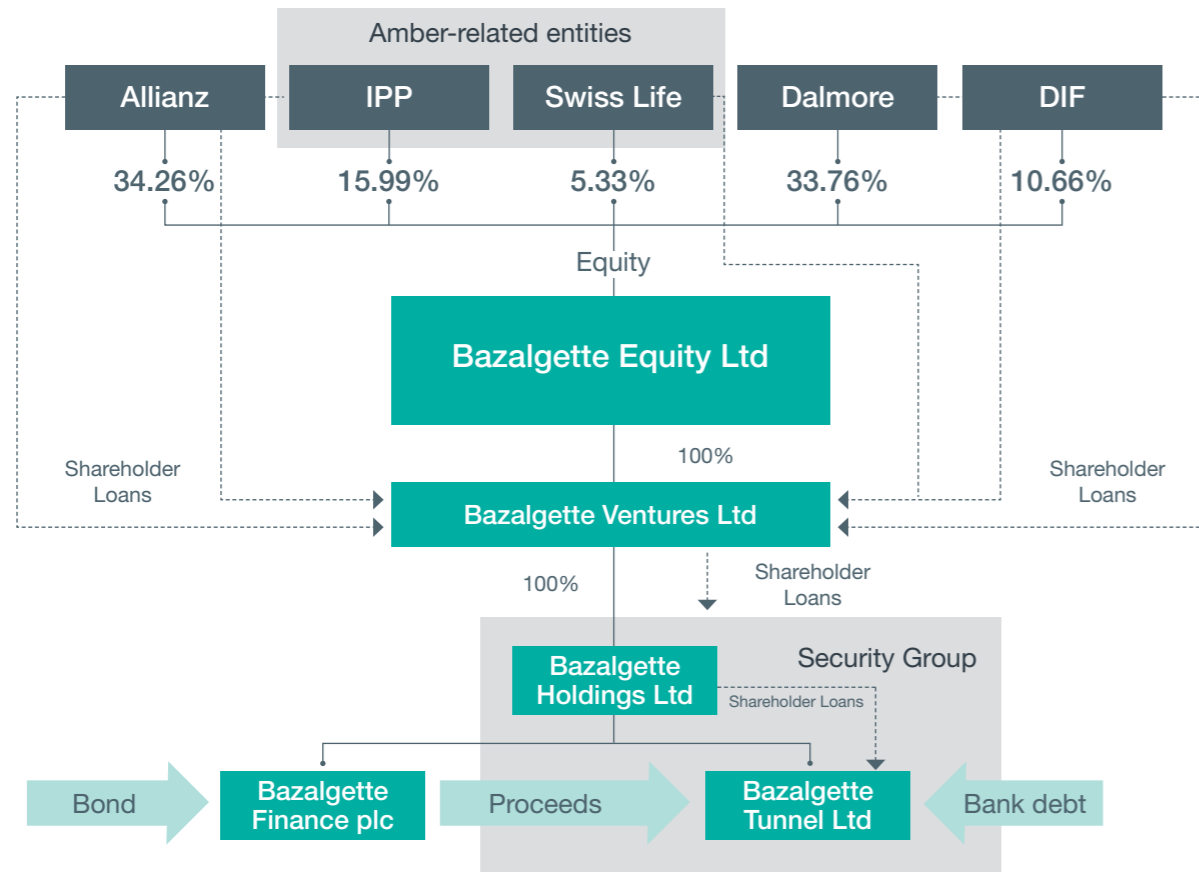 Amber-related entities
Allianz
IPP
Swiss Life
Dalmore
DIF
34.26%
15.99%
5.33%
33.76%
10.66%
Equity
Bazalgette Equity Ltd
100%
Shareholder
Loans
Shareholder
Loans
Bazalgette Ventures Ltd
100%
Shareholder
Loans
Security Group
Bazalgette
Holdings Ltd
Shareholder Loans
Bond
Bazalgette
Finance plc
Proceeds
Bazalgette
Tunnel Ltd
Bank debt